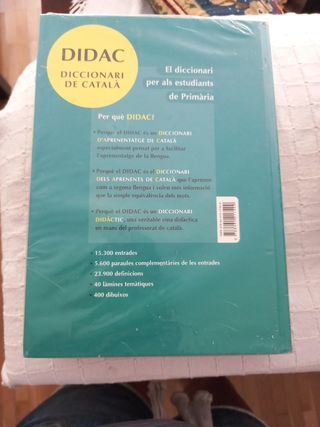 DIDAC
DICCIONARI
DE CATALÀ
El diccionari
per als estudiants
de Primària
Per què DIDAC?
• Perquè el DIDAC és un DICCIONARI
D'APRENENTATGE DE CATALÀ
especialment pensat per a facilitar
l'aprenentatge de la llengua.
• Perquè el DIDAC és el DICCIONARI
DELS APRENENTS DE CATALÀ que l'aprenen
com a segona llengua i volen més informació
que la simple equivalència dels mots.
• Perquè el DIDAC és un DICCIONARI
DIDÀCTIC: una veritable eina didàctica
en mans del professorat de català.
• 15.300 entrades
• 5.600 paraules complementàries de les entrades
• 23.900 definicions
• 40 làmines temàtiques
• 400 dibuixos